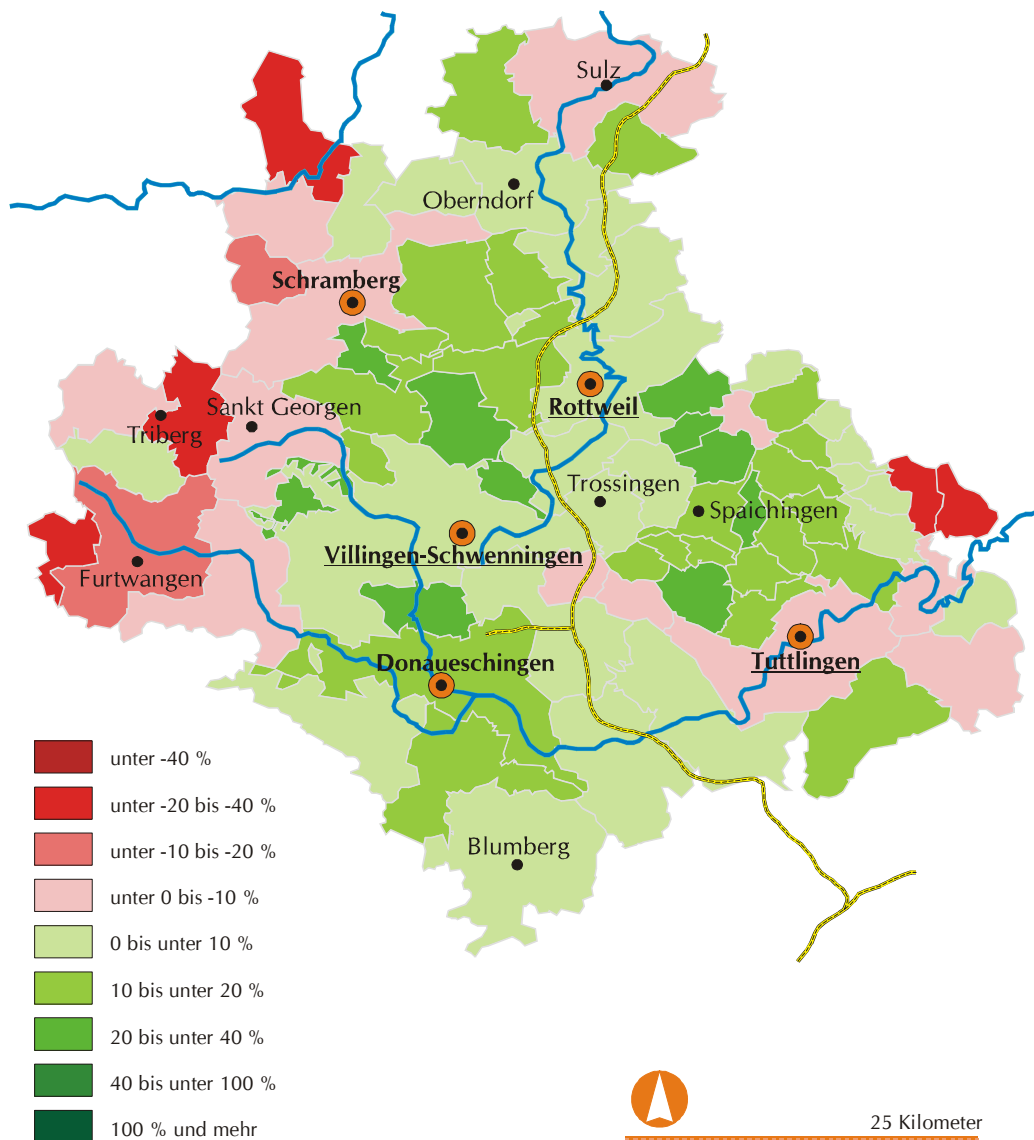 Sulz
Oberndorf
Schramberg
Rottweil
Sankt Georgen
Triberg
Trossingen
Spaichingen
Villingen-Schwenningen
Furtwangen
Tuttlingen
Donaueschingen
Blumberg
unter -40 %
unter -20 bis -40 %
unter -10 bis -20 %
unter 0 bis -10 %
0 bis unter 10 %
10 bis unter 20 %
20 bis unter 40 %
40 bis unter 100 %
100 % und mehr
25 Kilometer